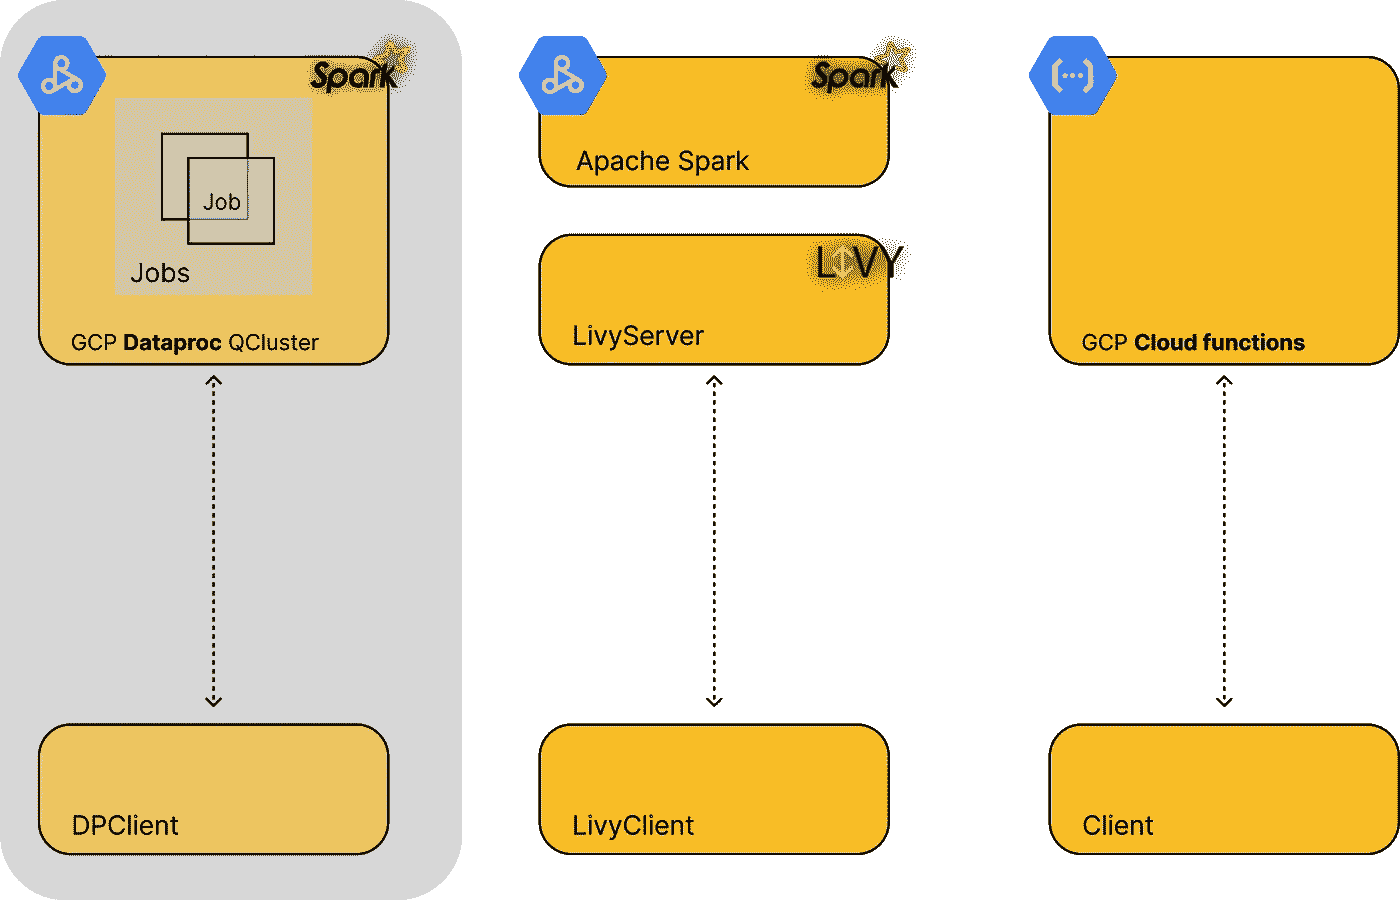 Spark
Job
Jobs
GCP Dataproc QCluster
DPClient
Spark
Apache Spark
LIVY
LivyServer
LivyClient
GCP Cloud functions
Client